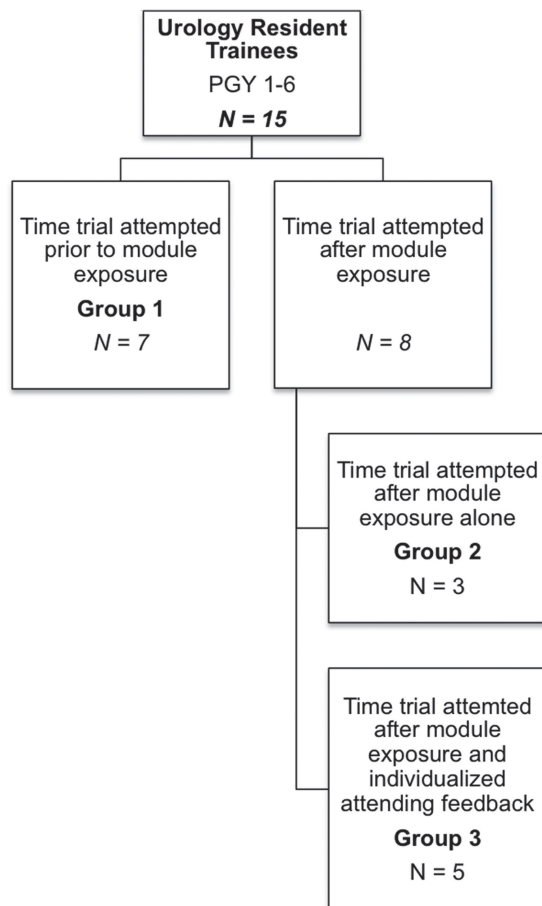 Urology Resident
Trainees
PGY 1-6
N = 15
Time trial attempted
prior to module
exposure
Group 1
N = 7
Time trial attempted
after module
exposure
N = 8
Time trial attempted
after module
exposure alone
Group 2
N = 3
Time trial attemted
after module
exposure and
individualized
attending feedback
Group 3
N = 5